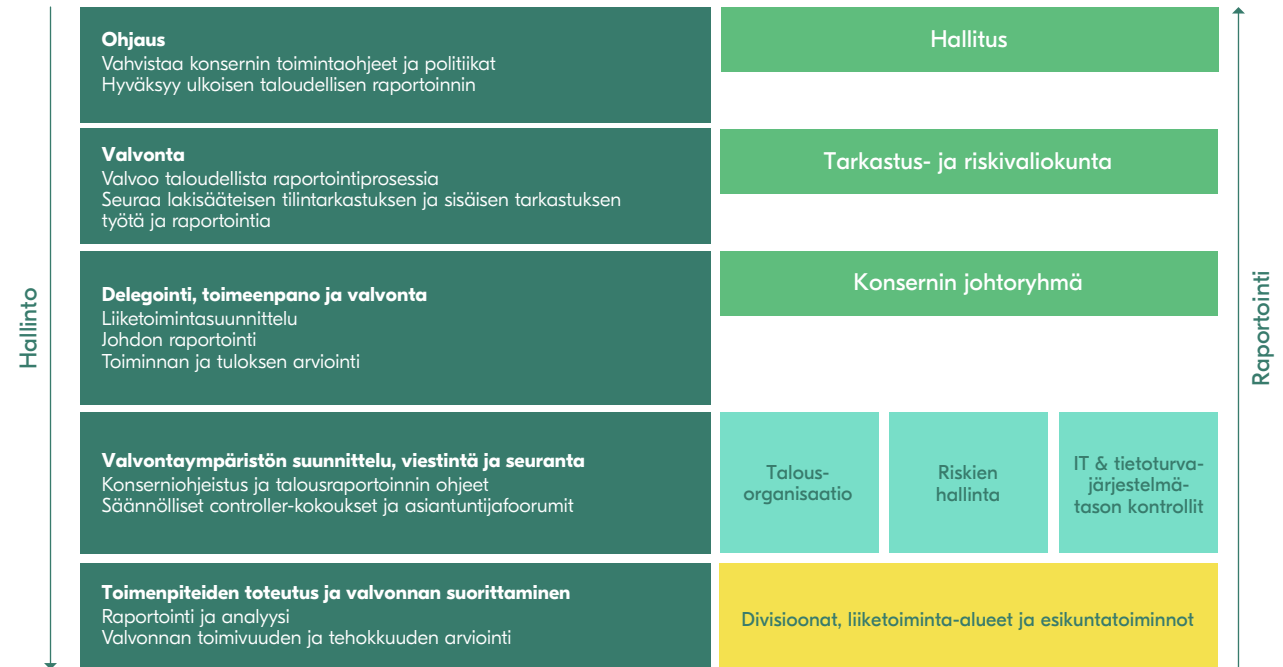 Hallinto
Ohjaus
Vahvistaa konsernin toimintaohjeet ja politiikat
Hyväksyy ulkoisen taloudellisen raportoinnin
Hallitus
Valvonta
Valvoo taloudellista raportointiprosessia
Seuraa lakisääteisen tilintarkastuksen ja sisäisen tarkastuksen
työtä ja raportointia
Tarkastus- ja riskivaliokunta
Delegointi, toimeenpano ja valvonta
Liiketoimintasuunnittelu
Johdon raportointi
Toiminnan ja tuloksen arviointi
Konsernin johtoryhmä
Valvontaympäristön suunnittelu, viestintä ja seuranta
Konserniohjeistus ja talousraportoinnin ohjeet
Säännölliset controller-kokoukset ja asiantuntijafoorumit
Talous-
organisaatio
Riskien
hallinta
IT & tietoturva-
järjestelmä-
tason kontrollit
Toimenpiteiden toteutus ja valvonnan suorittaminen
Raportointi ja analyysi
Valvonnan toimivuuden ja tehokkuuden arviointi
Divisioonat, liiketoiminta-alueet ja esikuntatoiminnot
Raportointi